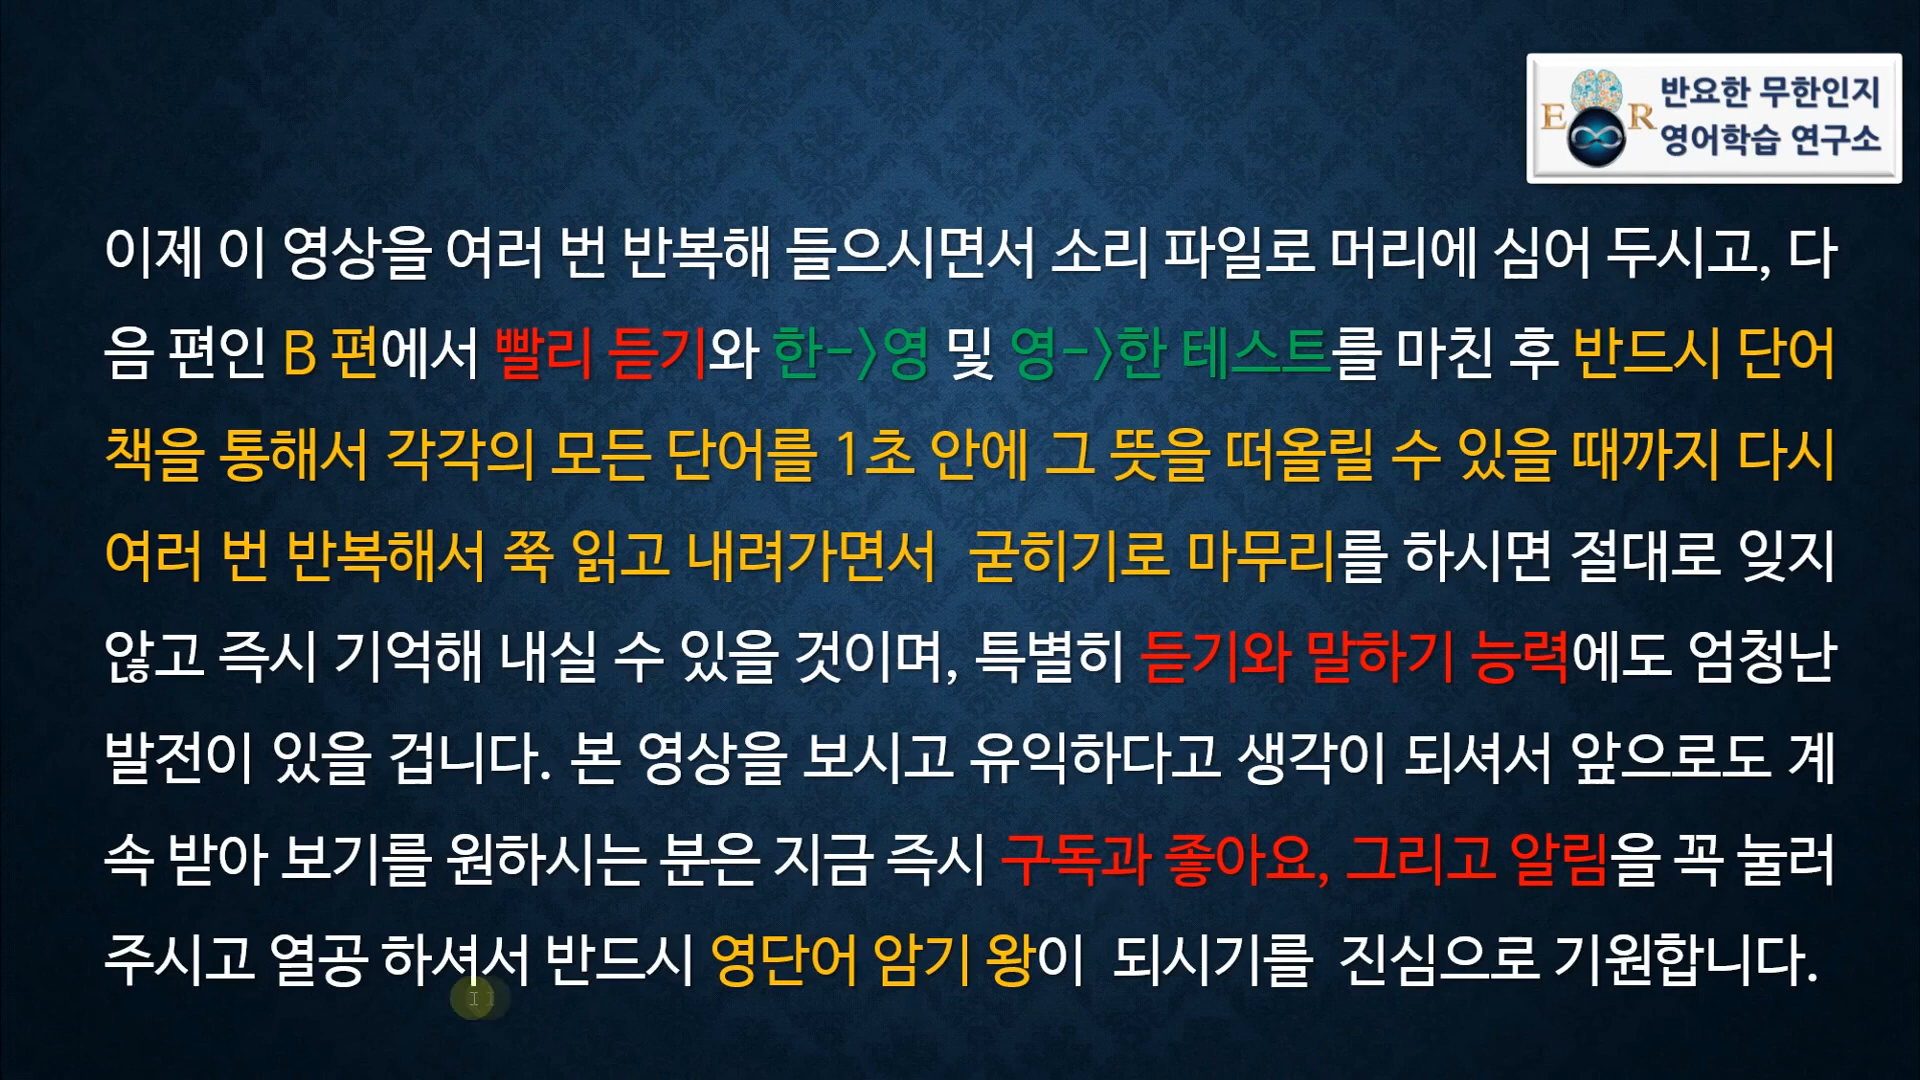 E R 반요한 무한인지
영어학습 연구소
이제 이 영상을 여러 번 반복해 들으시면서 소리 파일로 머리에 심어 두시고, 다
음 편인 B 편에서 빨리 듣기와 한->영 및 영->한 테스트를 마친 후 반드시 단어
책을 통해서 각각의 모든 단어를 1초 안에 그 뜻을 떠올릴 수 있을 때까지 다시
여러 번 반복해서 쭉 읽고 내려가면서 굳히기로 마무리를 하시면 절대로 잊지
않고 즉시 기억해 내실 수 있을 것이며, 특별히 듣기와 말하기 능력에도 엄청난
발전이 있을 겁니다. 본 영상을 보시고 유익하다고 생각이 되셔서 앞으로도 계
속 받아 보기를 원하시는 분은 지금 즉시 구독과 좋아요, 그리고 알림을 꼭 눌러
주시고 열공 하셔서 반드시 영단어 암기 왕이 되시기를 진심으로 기원합니다.